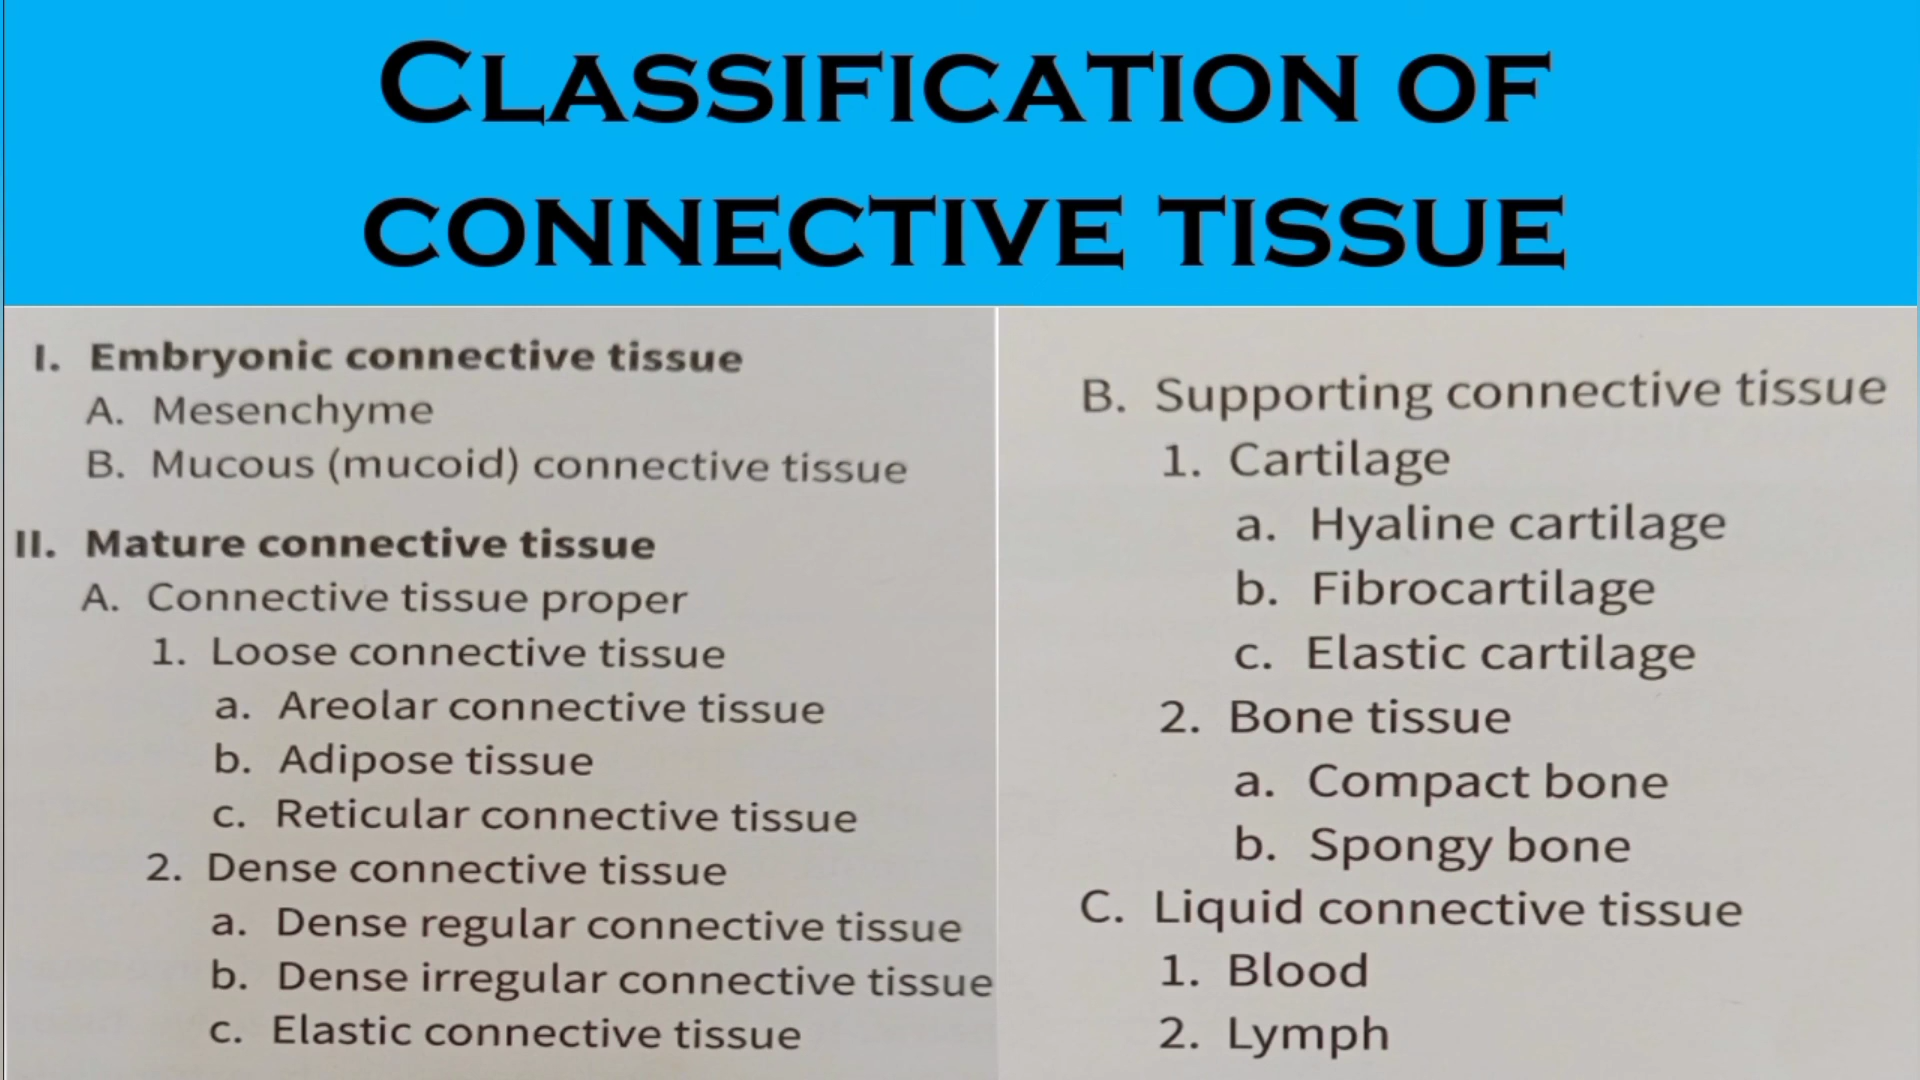 CLASSIFICATION OF
CONNECTIVE TISSUE
I. Embryonic connective tissue
A. Mesenchyme
B. Mucous (mucoid) connective tissue
II. Mature connective tissue
A. Connective tissue proper
1. Loose connective tissue
a. Areolar connective tissue
b. Adipose tissue
c. Reticular connective tissue
2. Dense connective tissue
a. Dense regular connective tissue
b. Dense irregular connective tissue
c. Elastic connective tissue
B. Supporting connective tissue
1. Cartilage
a. Hyaline cartilage
b. Fibrocartilage
c. Elastic cartilage
2. Bone tissue
a. Compact bone
b. Spongy bone
C. Liquid connective tissue
1. Blood
2. Lymph